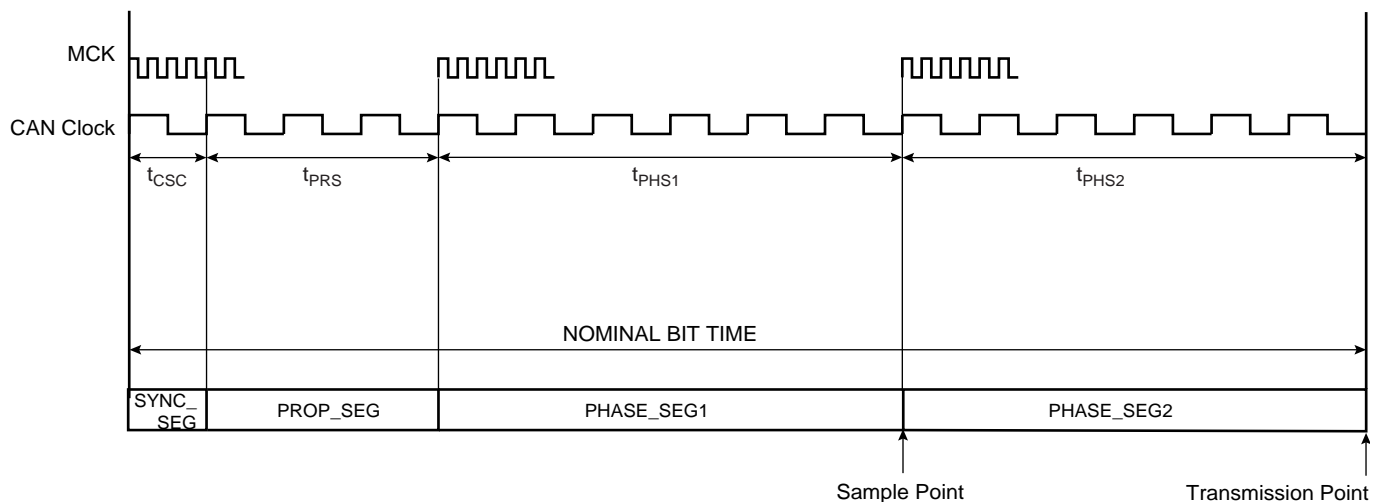 MCK
CAN Clock
tCSC tPRS tPHS1 tPHS2
NOMINAL BIT TIME
SYNC_
SEG
PROP_SEG PHASE_SEG1 PHASE_SEG2
Sample Point Transmission Point